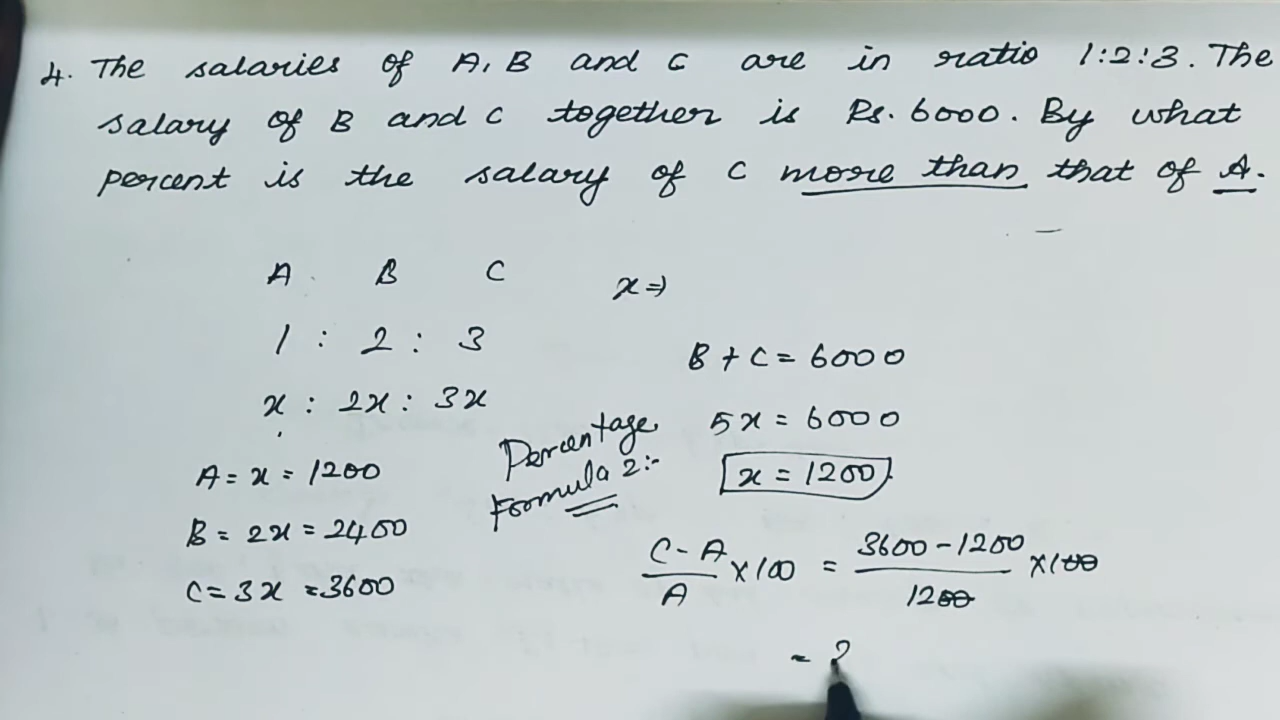 4. The salaries of A, B and C are in ratio 1:2:3. The
salary of B and C together is Rs. 6000. By what
percent is the salary of C more than that of A.
A B C
1 : 2 : 3
x : 2x : 3x
A = x = 1200
B = 2x = 2400
C = 3x = 3600
x ⇒
B + C = 6000
5x = 6000
x = 1200
Percentage
Formula 2:-
C - A / A × 100 = 3600 - 1200 / 1200 × 100
= 2